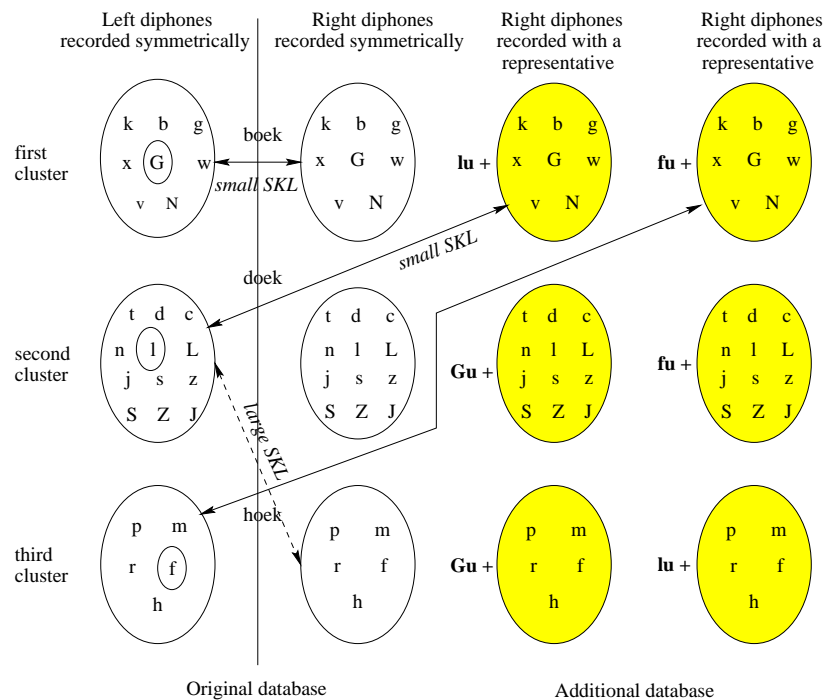 Left diphones
recorded symmetrically
Right diphones
recorded symmetrically
Right diphones
recorded with a
representative
Right diphones
recorded with a
representative
first
cluster
k b g
x G w
v N
boek
small SKL
k b g
x G w
v N
lu +
k b g
x G w
v N
fu +
k b g
x G w
v N
doek
small SKL
second
cluster
t d c
n l L
j s z
S Z J
large SKL
t d c
n l L
j s z
S Z J
Gu +
t d c
n l L
j s z
S Z J
fu +
t d c
n l L
j s z
S Z J
hoek
third
cluster
p m
r f
h
p m
r f
h
Gu +
p m
r f
h
lu +
p m
r f
h
Original database
Additional database